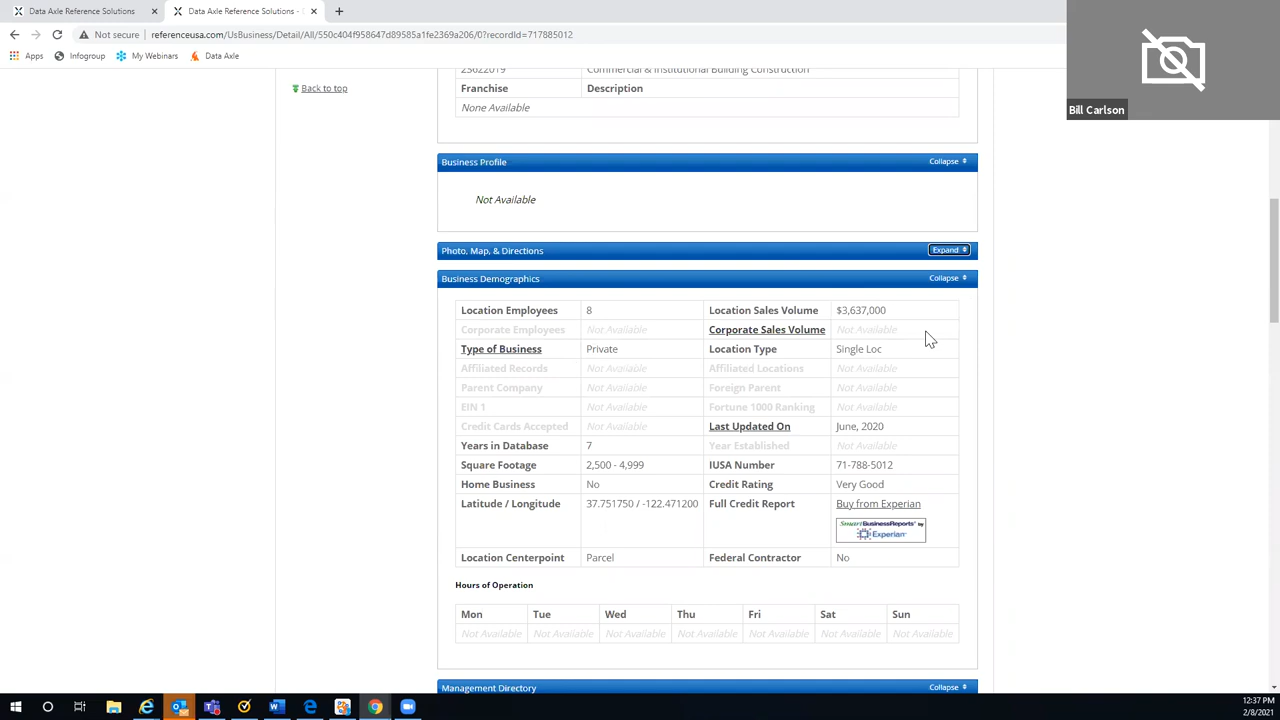 Data Axle Reference Solutions
Data Axle Reference Solutions -
Not secure
referenceusa.com/UsBusiness/Detail/All/550c404f958647d89585a1fe2369a206/0?recordId=717885012
Apps Infogroup My Webinars Data Axle
Bill Carlson
Back to top
23622019 Commercial & Institutional Building Construction
Franchise Description
None Available
Business Profile Collapse
Not Available
Photo, Map, & Directions Expand
Business Demographics Collapse
Location Employees 8 Location Sales Volume $3,637,000
Corporate Employees Not Available Corporate Sales Volume Not Available
Type of Business Private Location Type Single Loc
Affiliated Records Not Available Affiliated Locations Not Available
Parent Company Not Available Foreign Parent Not Available
EIN 1 Not Available Fortune 1000 Ranking Not Available
Credit Cards Accepted Not Available Last Updated On June, 2020
Years in Database 7 Year Established Not Available
Square Footage 2,500 - 4,999 IUSA Number 71-788-5012
Home Business No Credit Rating Very Good
Latitude / Longitude 37.751750 / -122.471200 Full Credit Report Buy from Experian
SmartBusinessReports by
Experian
Location Centerpoint Parcel Federal Contractor No
Hours of Operation
Mon Tue Wed Thu Fri Sat Sun
Not Available Not Available Not Available Not Available Not Available Not Available Not Available
Management Directory Collapse
12:37 PM
2/8/2021